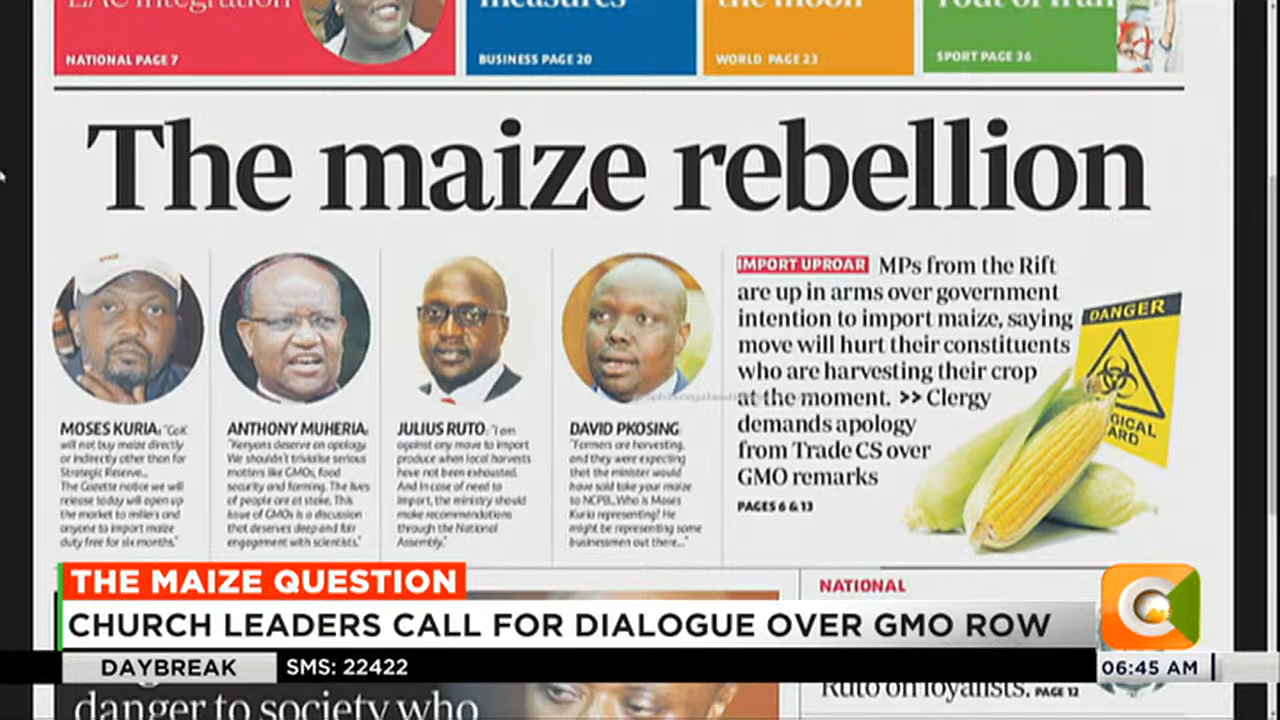 EAC integration
measures
the moon
rout of Iran
NATIONAL PAGE 7
BUSINESS PAGE 20
WORLD PAGE 23
SPORT PAGE 36
The maize rebellion
MOSES KURIA: "GoK
will not buy maize directly
or indirectly other than for
Strategic Reserve...
The Gazette notice we will
release today will open up
the market to millers and
anyone to import maize
duty free for six months."
ANTHONY MUHERIA:
"Kenyans deserve an apology.
We shouldn't trivialise serious
matters like GMOs, food
security and farming. The lives
of people are at stake. This
issue of GMOs is a discussion
that deserves deep and fair
engagement with scientists."
JULIUS RUTO: "I am
against any move to import
produce when local harvests
have not been exhausted.
And in case of need to
import, the ministry should
make recommendations
through the National
Assembly."
DAVID PKOSING:
"Farmers are harvesting,
and they were expecting
that the minister would
have said take your maize
to NCPB...Who is Moses
Kuria representing? He
might be representing some
businessmen out there..."
IMPORT UPROAR MPs from the Rift
are up in arms over government
intention to import maize, saying
move will hurt their constituents
who are harvesting their crop
at the moment. >> Clergy
demands apology
from Trade CS over
GMO remarks
PAGES 6 & 13
DANGER
GICAL
ARD
THE MAIZE QUESTION
CHURCH LEADERS CALL FOR DIALOGUE OVER GMO ROW
NATIONAL
DAYBREAK
SMS: 22422
06:45 AM
danger to society who
Ruto on loyalists. PAGE 12